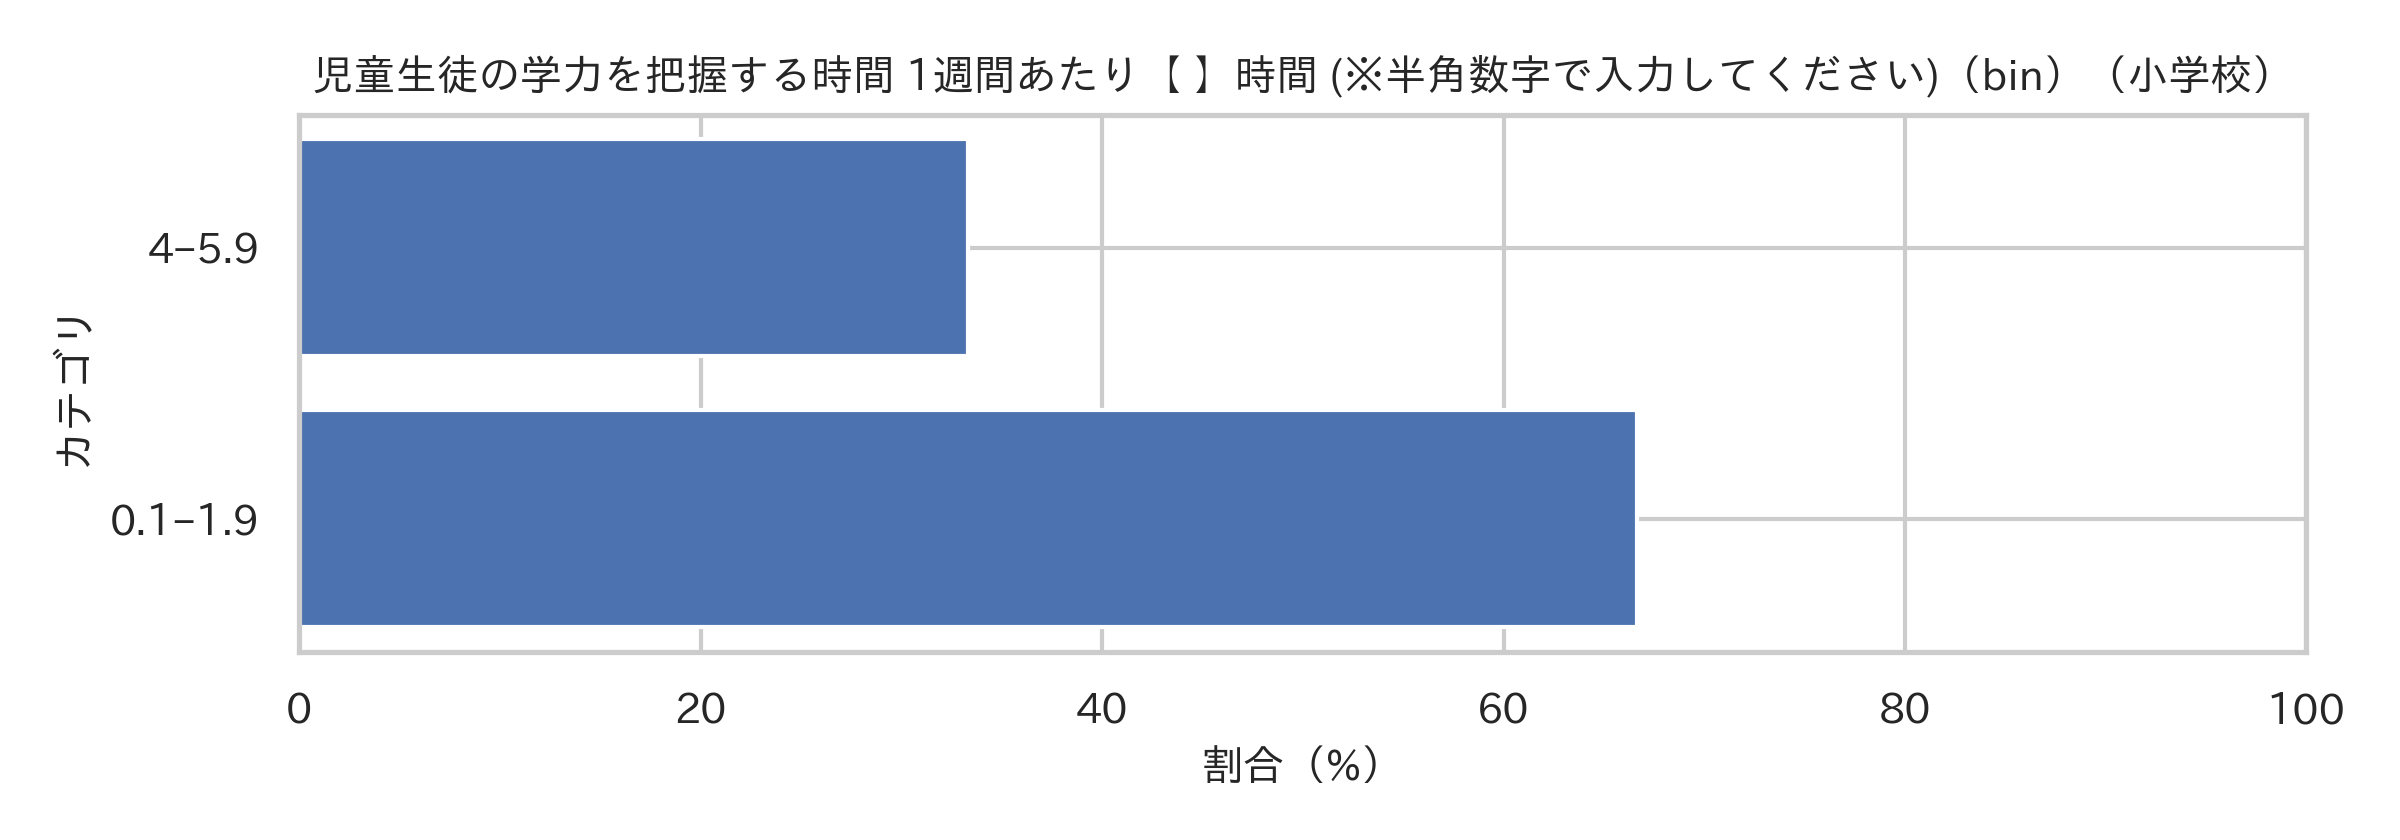 児童生徒の学力を把握する時間 1週間あたり【 】時間 (※半角数字で入力してください)（bin）（小学校）
4–5.9
カテゴリ
0.1–1.9
0 20 40 60 80 100
割合（%）